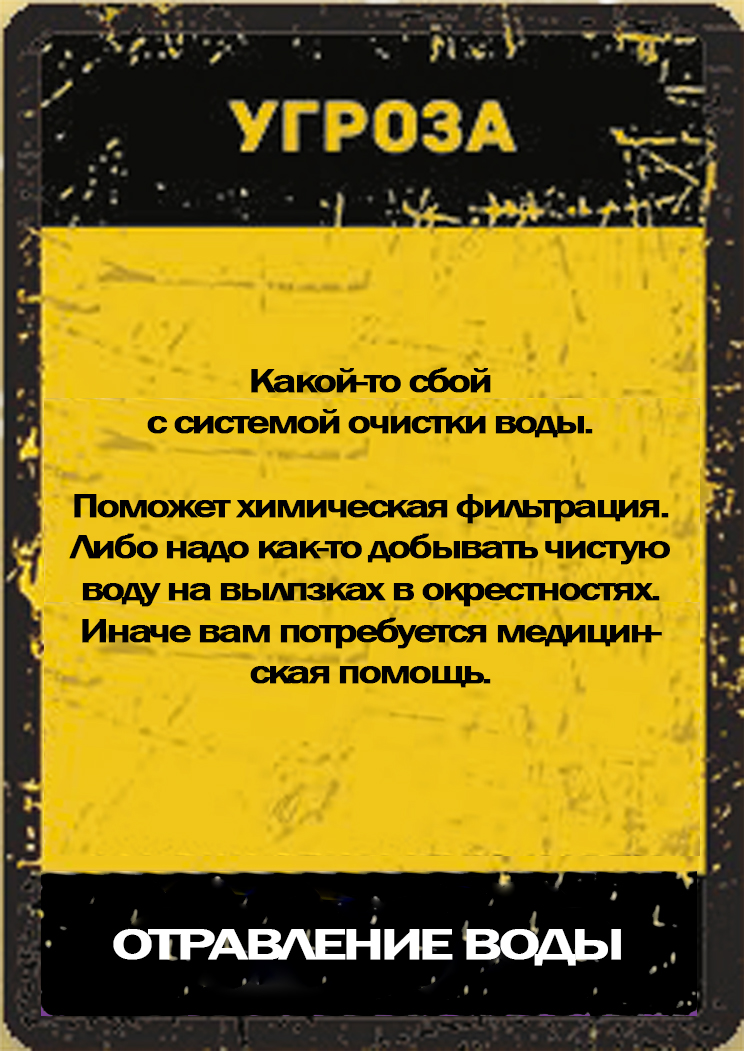 УГРОЗА
Какой-то сбой
с системой очистки воды.
Поможет химическая фильтрация.
Либо надо как-то добывать чистую
воду на вылпзках в окрестностях.
Иначе вам потребуется медицин-
ская помощь.
ОТРАВЛЕНИЕ ВОДЫ